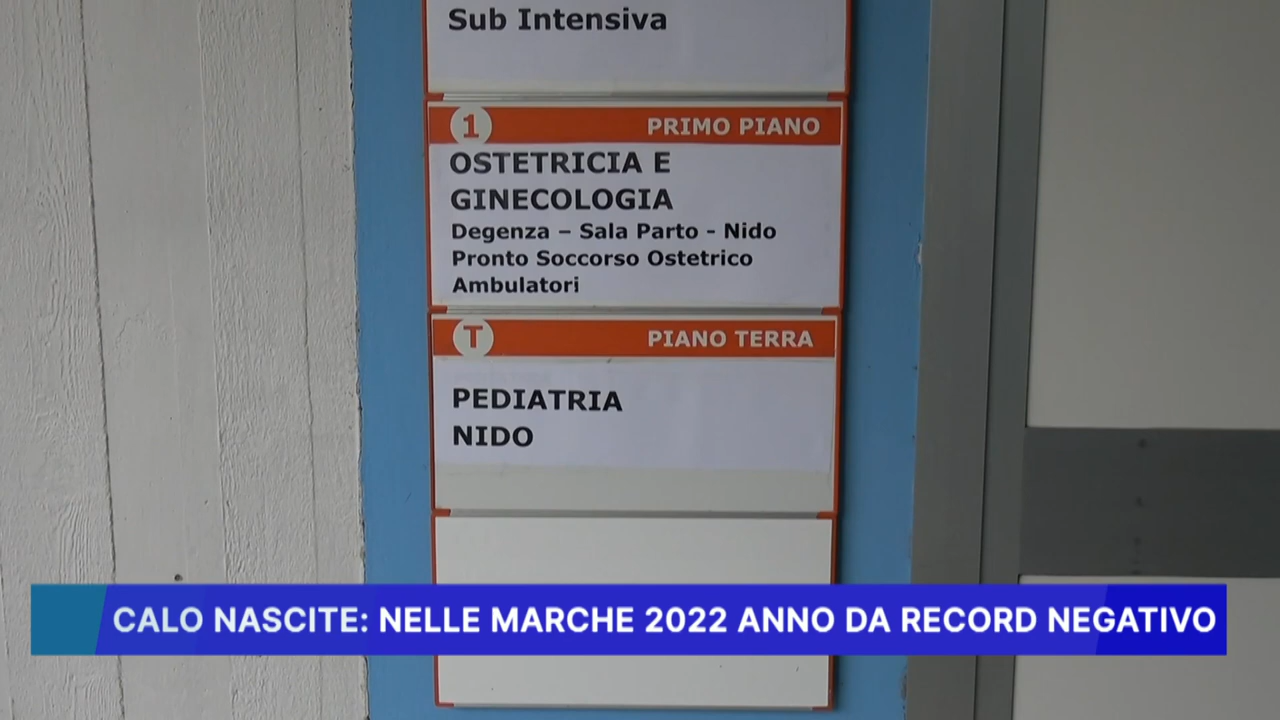 Sub Intensiva
1 PRIMO PIANO
OSTETRICIA E
GINECOLOGIA
Degenza – Sala Parto - Nido
Pronto Soccorso Ostetrico
Ambulatori
T PIANO TERRA
PEDIATRIA
NIDO
CALO NASCITE: NELLE MARCHE 2022 ANNO DA RECORD NEGATIVO